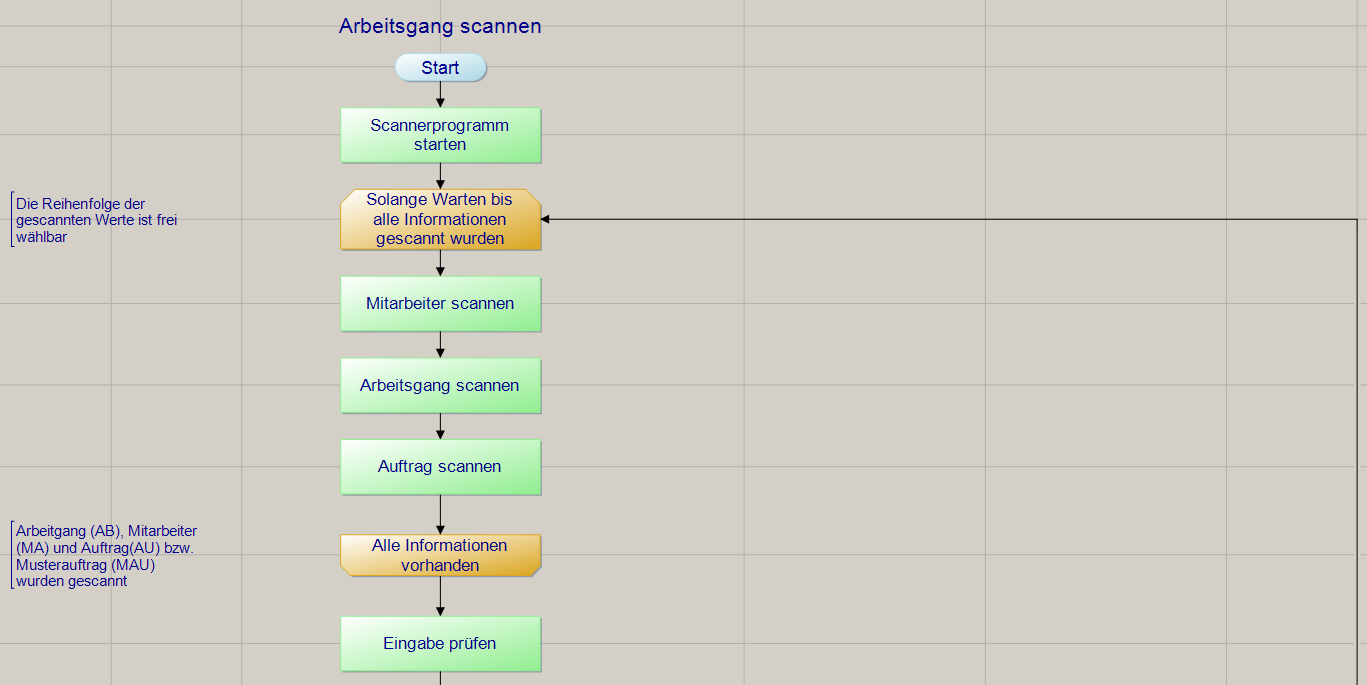 Arbeitsgang scannen
Start
Scannerprogramm
starten
Solange Warten bis
alle Informationen
gescannt wurden
Die Reihenfolge der
gescannten Werte ist frei
wählbar
Mitarbeiter scannen
Arbeitsgang scannen
Auftrag scannen
Alle Informationen
vorhanden
Arbeitgang (AB), Mitarbeiter
(MA) und Auftrag(AU) bzw.
Musterauftrag (MAU)
wurden gescannt
Eingabe prüfen